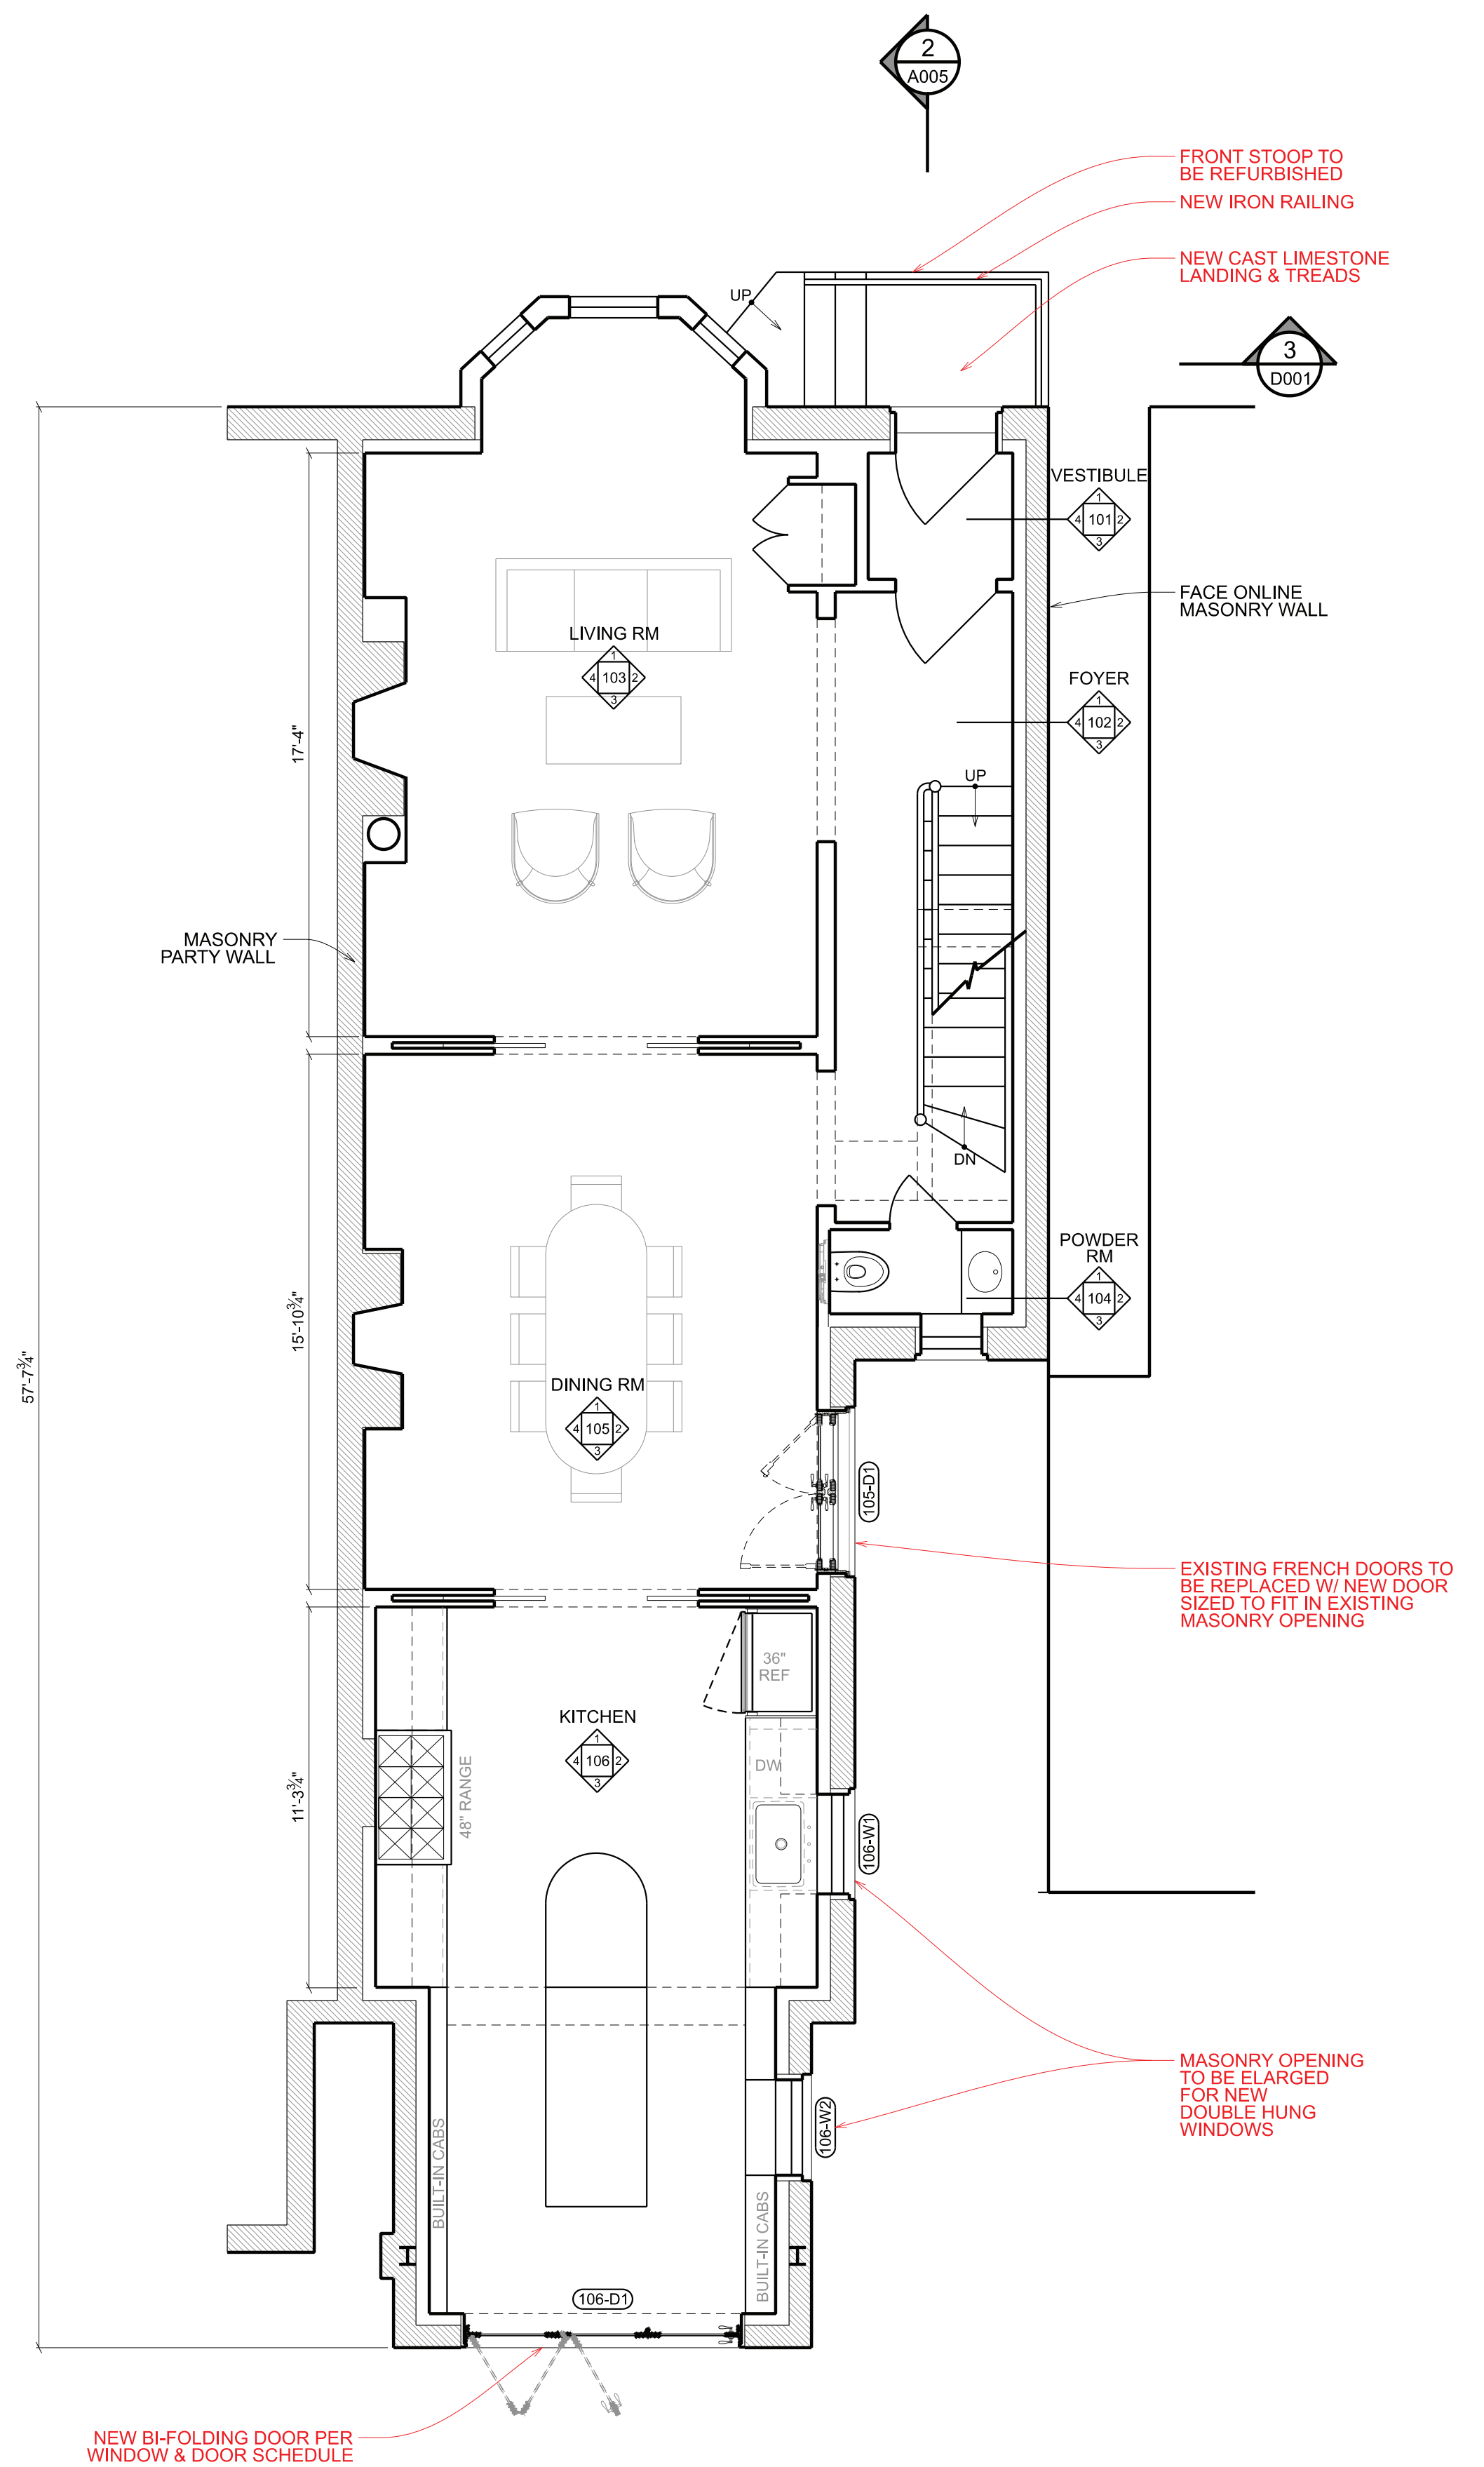 2
A005
FRONT STOOP TO
BE REFURBISHED
NEW IRON RAILING
NEW CAST LIMESTONE
LANDING & TREADS
UP
3
D001
VESTIBULE
1
4 101 2
3
FACE ONLINE
MASONRY WALL
LIVING RM
1
4 103 2
3
FOYER
1
4 102 2
3
17'-4"
UP
MASONRY
PARTY WALL
DN
POWDER
RM
1
4 104 2
3
15'-10¾"
57'-7¾"
DINING RM
1
4 105 2
3
105-D1
EXISTING FRENCH DOORS TO
BE REPLACED W/ NEW DOOR
SIZED TO FIT IN EXISTING
MASONRY OPENING
36"
REF
KITCHEN
1
4 106 2
3
DW
48" RANGE
11'-3¾"
106-W1
MASONRY OPENING
TO BE ELARGED
FOR NEW
DOUBLE HUNG
WINDOWS
106-W2
BUILT-IN CABS
BUILT-IN CABS
106-D1
NEW BI-FOLDING DOOR PER
WINDOW & DOOR SCHEDULE